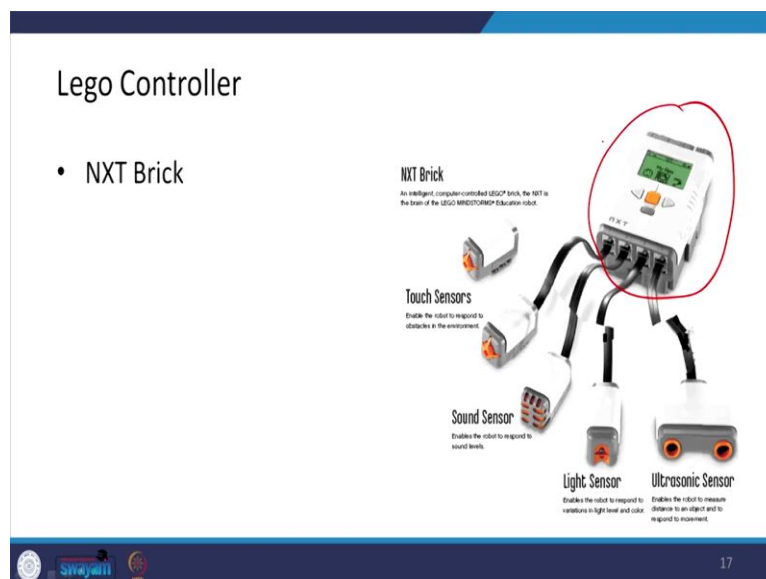 Lego Controller
• NXT Brick
NXT Brick
An intelligent, computer-controlled LEGO® brick, the NXT is
the brain of the LEGO MINDSTORMS® Education robot.
NXT
Touch Sensors
Enable the robot to respond to
obstacles in the environment.
Sound Sensor
Enables the robot to respond to
sound levels.
Light Sensor
Enables the robot to respond to
variations in light level and color.
Ultrasonic Sensor
Enables the robot to measure
distance to an object and to
respond to movement.
swayam
17